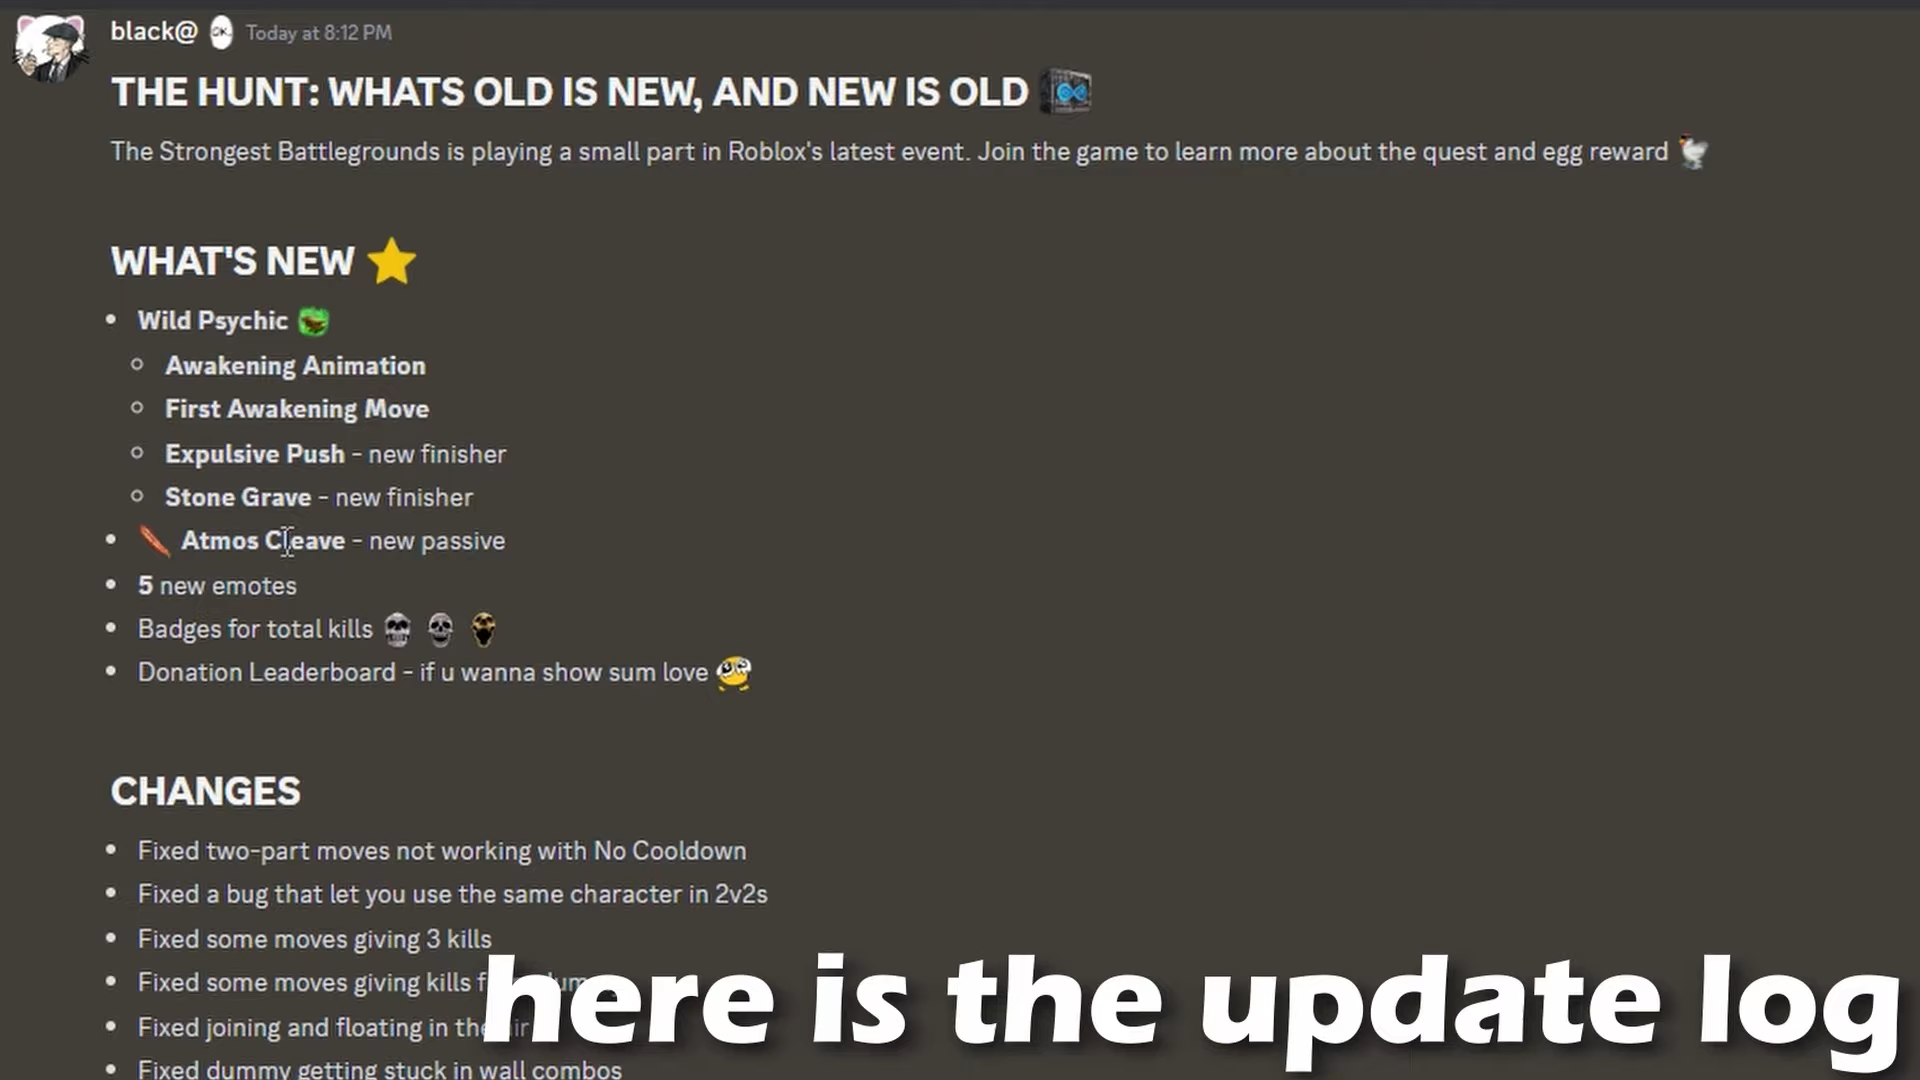 black@ Today at 8:12 PM
THE HUNT: WHATS OLD IS NEW, AND NEW IS OLD
The Strongest Battlegrounds is playing a small part in Roblox's latest event. Join the game to learn more about the quest and egg reward
WHAT'S NEW
Wild Psychic
Awakening Animation
First Awakening Move
Expulsive Push - new finisher
Stone Grave - new finisher
Atmos Cleave - new passive
5 new emotes
Badges for total kills
Donation Leaderboard - if u wanna show sum love
CHANGES
Fixed two-part moves not working with No Cooldown
Fixed a bug that let you use the same character in 2v2s
Fixed some moves giving 3 kills
Fixed some moves giving kills
Fixed joining and floating in the
Fixed dummy getting stuck in wall combos
here is the update log